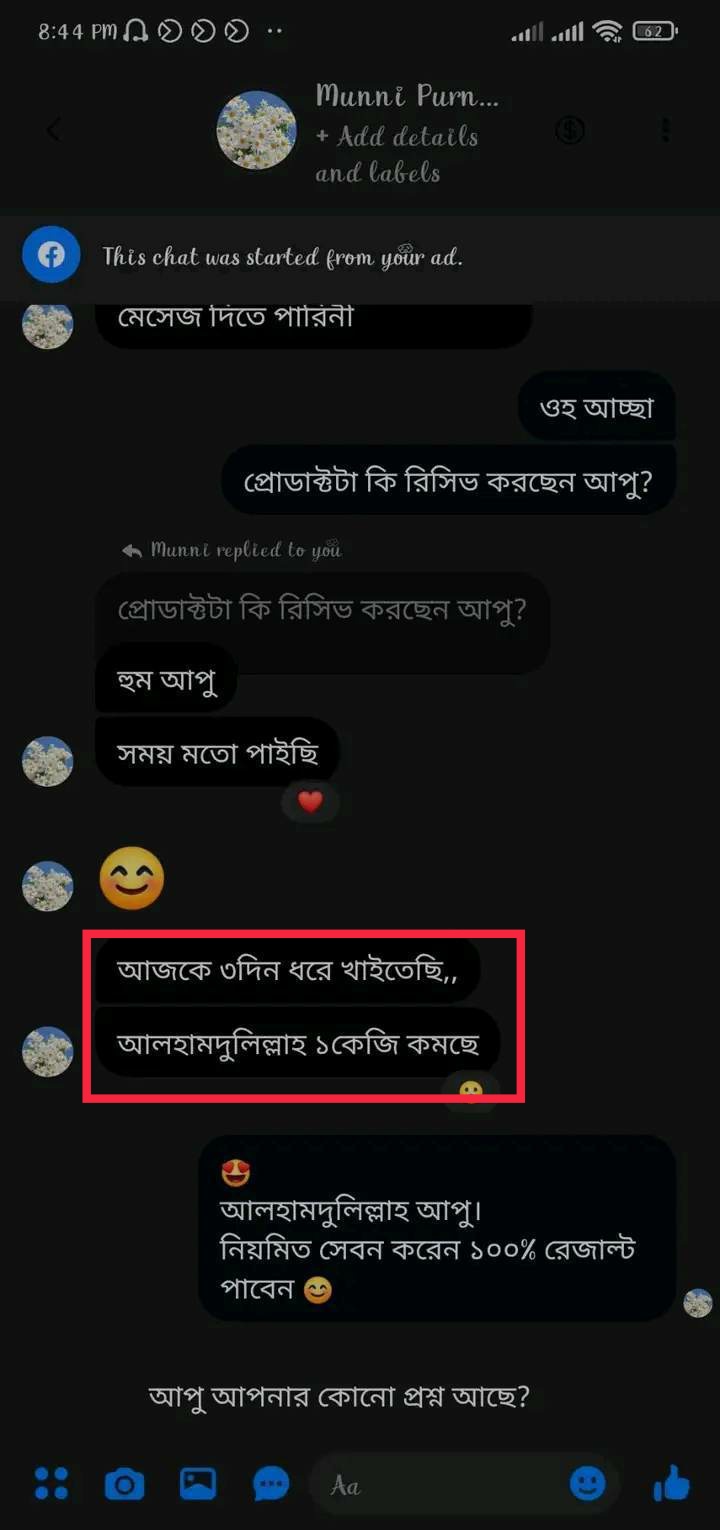 8:44 PM
62
Munni Purn...
+ Add details
and labels
This chat was started from your ad.
মেসেজ দিতে পারিনী
ওহ আচ্ছা
প্রোডাক্টটা কি রিসিভ করছেন আপু?
Munni replied to you
প্রোডাক্টটা কি রিসিভ করছেন আপু?
হুম আপু
সময় মতো পাইছি
আজকে ৩দিন ধরে খাইতেছি,,
আলহামদুলিল্লাহ ১কেজি কমছে
আলহামদুলিল্লাহ আপু।
নিয়মিত সেবন করেন ১০০% রেজাল্ট
পাবেন 😊
আপু আপনার কোনো প্রশ্ন আছে?
Aa